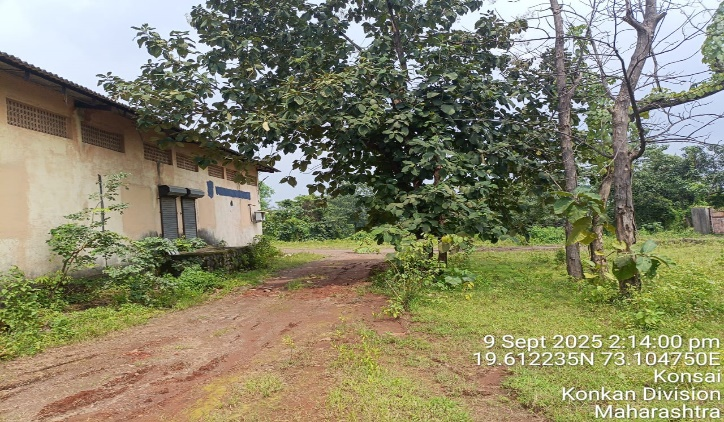 9 Sept 2025 2:14:00 pm
19.612235N 73.104750E
Konsai
Konkan Division
Maharashtra